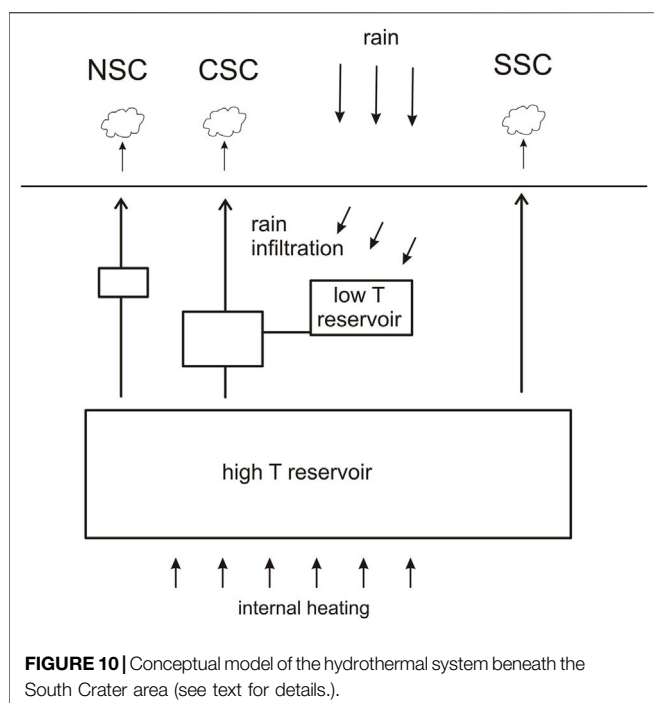 rain
NSC
CSC
SSC
rain
infiltration
low T
reservoir
high T reservoir
internal heating
FIGURE 10 | Conceptual model of the hydrothermal system beneath the
South Crater area (see text for details.).